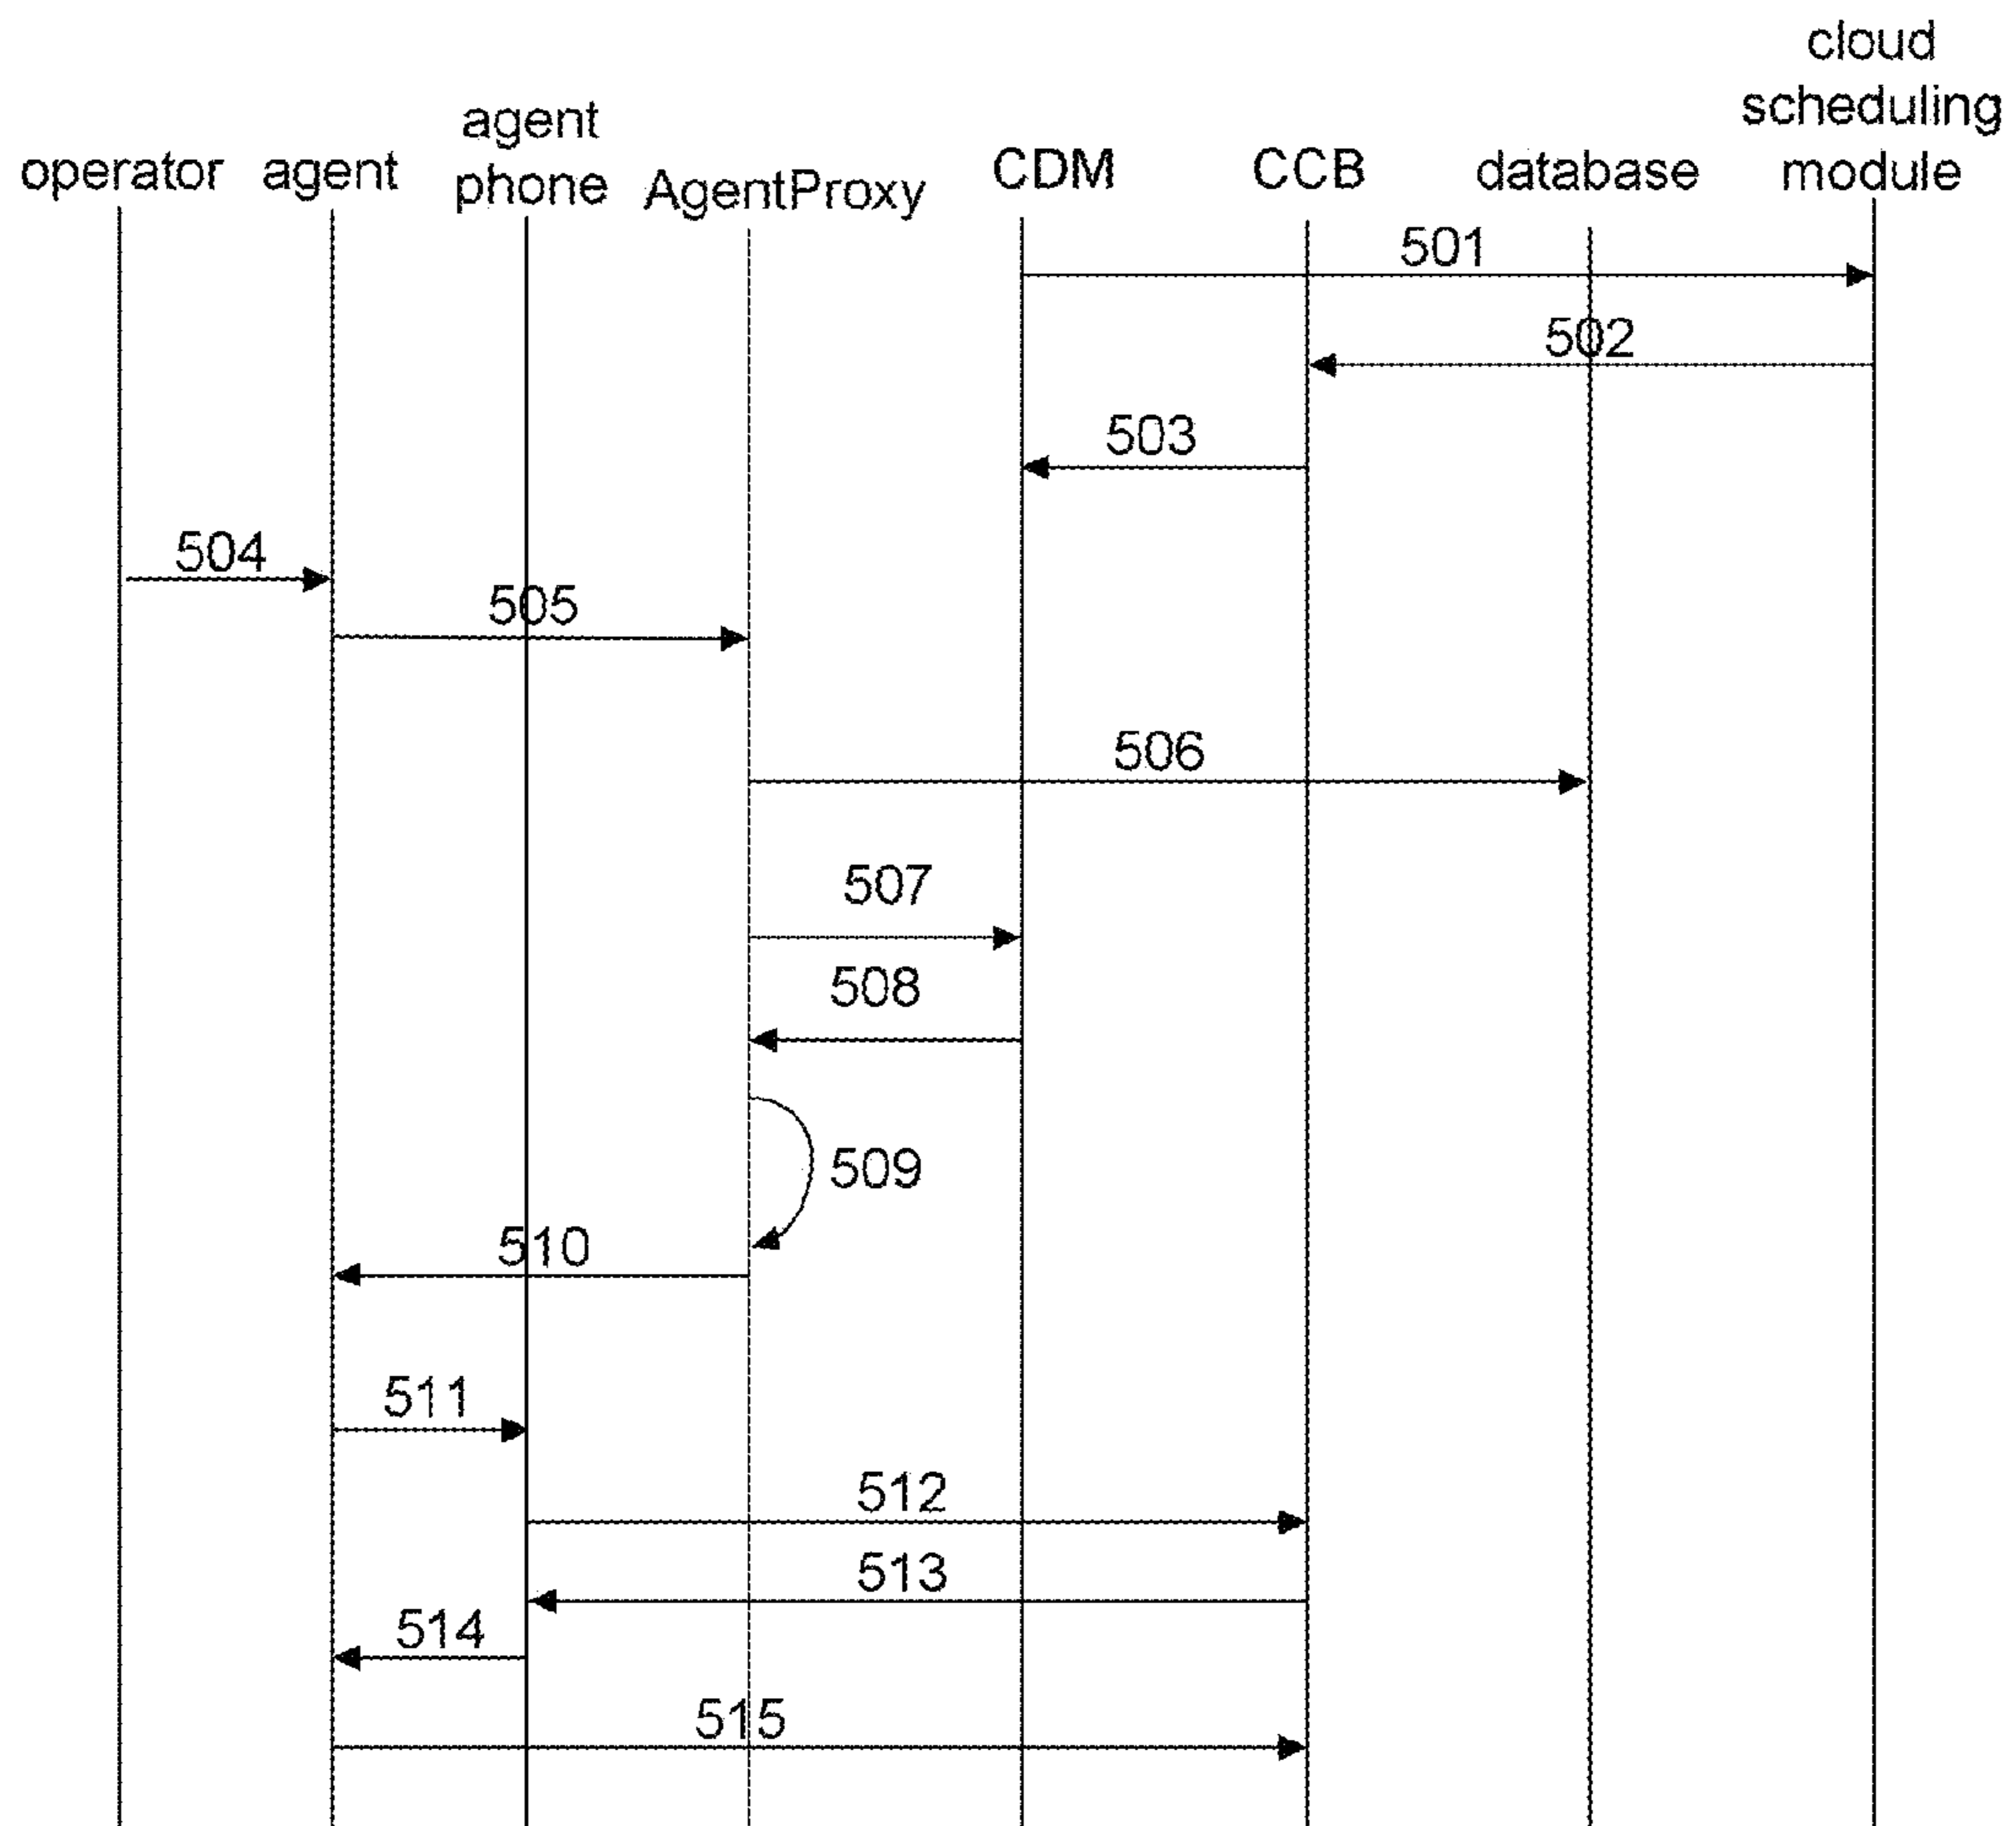 operator
agent
agent
phone
AgentProxy
CDM
CCB
database
cloud
scheduling
module
501
502
503
504
505
506
507
508
509
510
511
512
513
514
515